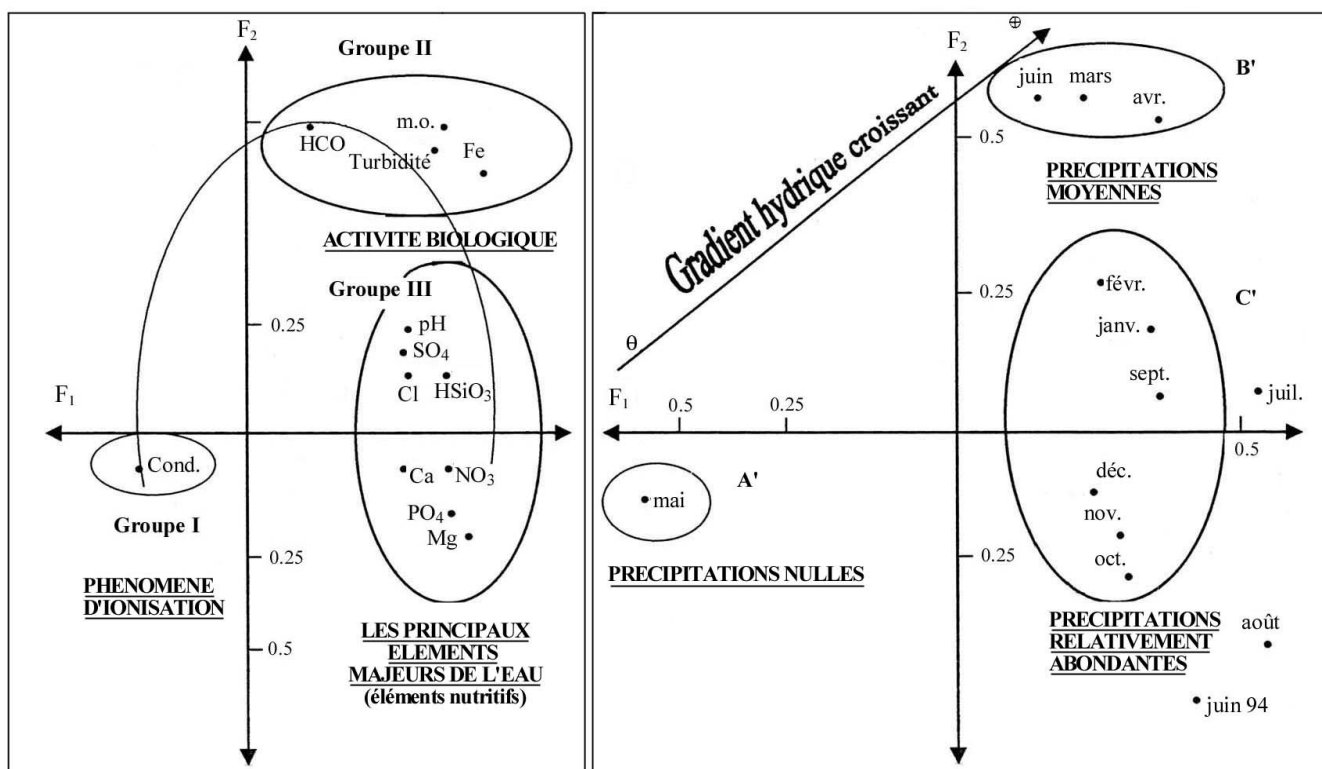 F2
Groupe II
HCO
m.o.
Turbidité
Fe
ACTIVITE BIOLOGIQUE
Groupe III
0.25
pH
SO4
Cl
HSiO3
F1
Cond.
Ca
NO3
PO4
Mg
Groupe I
0.25
PHENOMENE
D'IONISATION
0.5
LES PRINCIPAUX
ELEMENTS
MAJEURS DE L'EAU
(éléments nutritifs)
F2
⊕
B'
juin
mars
avr.
0.5
Gradient hydrique croissant
PRECIPITATIONS
MOYENNES
θ
0.25
févr.
C'
janv.
sept.
juil.
F1
0.5
0.25
0.5
mai
A'
PRECIPITATIONS NULLES
déc.
nov.
oct.
0.25
PRECIPITATIONS
RELATIVEMENT
ABONDANTES
août
juin 94